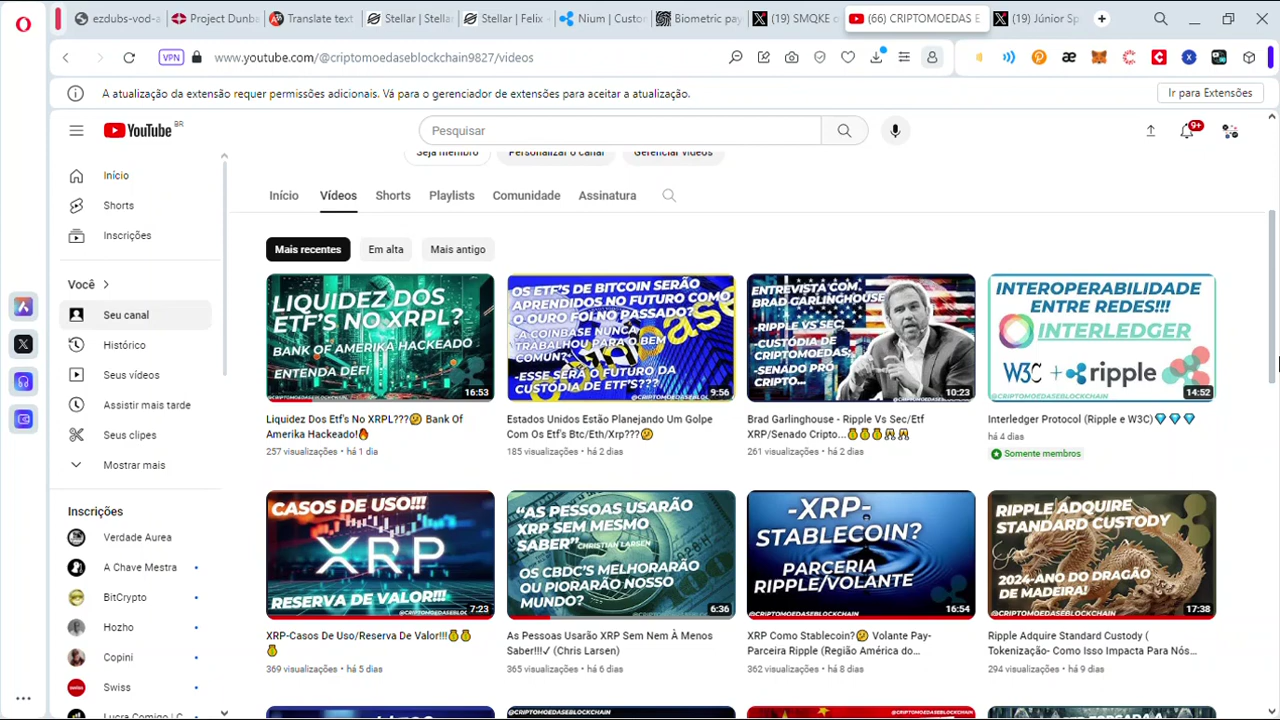 ezdubs-vod-a
Project Dunba
Translate text
Stellar | Stella
Stellar | Felix
Nium | Custo
Biometric pay
(19) SMQKE o
(66) CRIPTOMOEDAS E
(19) Júnior Sp
VPN
www.youtube.com/@criptomoedaseblockchain9827/videos
A atualização da extensão requer permissões adicionais. Vá para o gerenciador de extensões para aceitar a atualização.
Ir para Extensões
YouTube BR
Pesquisar
9+
Seja membro
Personalizar o canal
Gerenciar vídeos
Início
Shorts
Inscrições
Você
Seu canal
Histórico
Seus vídeos
Assistir mais tarde
Seus clipes
Mostrar mais
Inscrições
Verdade Aurea
A Chave Mestra
BitCrypto
Hozho
Copini
Swiss
Lucra Comigo | C
Início
Vídeos
Shorts
Playlists
Comunidade
Assinatura
Mais recentes
Em alta
Mais antigo
LIQUIDEZ DOS
ETF'S NO XRPL?
BANK OF AMERIKA HACKEADO
ENTENDA DEFI
@CRIPTOMOEDASEBLOCKCHAIN
16:53
Liquidez Dos Etf's No XRPL???🤔 Bank Of
Amerika Hackeado!🔥
257 visualizações • há 1 dia
OS ETF'S DE BITCOIN SERÃO
APRENDIDOS NO FUTURO COMO
O OURO FOI NO PASSADO?
-A COINBASE NUNCA
TRABALHOU PARA O BEM
COMUN?
-ESSE SERÁ O FUTURO DA
CUSTÓDIA DE ETF'S???
@CRIPTOMOEDASEBLOCKCHAIN
9:56
Estados Unidos Estão Planejando Um Golpe
Com Os Etf's Btc/Eth/Xrp???🤔
185 visualizações • há 2 dias
ENTREVISTA COM
BRAD GARLINGHOUSE
-RIPPLE VS SEC;
-CUSTÓDIA DE
CRIPTOMOEDAS;
-SENADO PRÓ
CRIPTO...
@CRIPTOMOEDASEBLOCKCHAIN
10:23
Brad Garlinghouse - Ripple Vs Sec/Etf
XRP/Senado Cripto...💰💰💰🥂🥂
261 visualizações • há 2 dias
INTEROPERABILIDADE
ENTRE REDES!!!
INTERLEDGER
W3C + ripple
@CRIPTOMOEDASEBLOCKCHAIN
14:52
Interledger Protocol (Ripple e W3C)💎💎💎
há 4 dias
Somente membros
CASOS DE USO!!!
XRP
RESERVA DE VALOR!!!
@CRIPTOMOEDASEBLOC
7:23
XRP-Casos De Uso/Reserva De Valor!!!💰💰
💰
369 visualizações • há 5 dias
"AS PESSOAS USARÃO
XRP SEM MESMO
SABER" CHRISTIAN LARSEN
OS CBDC'S MELHORARÃO
OU PIORARÃO NOSSO
MUNDO?
@CRIPTOMOEDASEBLOCKCHAIN
6:36
As Pessoas Usarão XRP Sem Nem À Menos
Saber!!!✓ (Chris Larsen)
365 visualizações • há 6 dias
-XRP-
STABLECOIN?
PARCERIA
RIPPLE/VOLANTE
@CRIPTOMOEDASEBLOCKCHAIN
16:54
XRP Como Stablecoin?🤔 Volante Pay-
Parceira Ripple (Região América do...
362 visualizações • há 8 dias
RIPPLE ADQUIRE
STANDARD CUSTODY
2024-ANO DO DRAGÃO
DE MADEIRA!
@CRIPTOMOEDASEBLOCKCHAIN
17:38
Ripple Adquire Standard Custody (
Tokenização- Como Isso Impacta Para Nós...
294 visualizações • há 9 dias